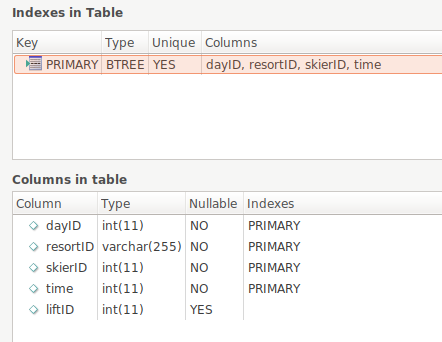 Indexes in Table
Key Type Unique Columns
PRIMARY BTREE YES dayID, resortID, skierID, time
Columns in table
Column Type Nullable Indexes
dayID int(11) NO PRIMARY
resortID varchar(255) NO PRIMARY
skierID int(11) NO PRIMARY
time int(11) NO PRIMARY
liftID int(11) YES